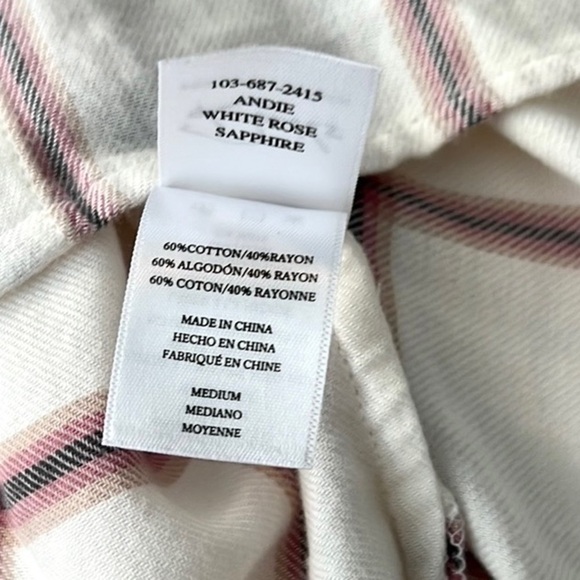 103-687-2415
ANDIE
WHITE ROSE
SAPPHIRE
60%COTTON/40%RAYON
60% ALGODÓN/40% RAYON
60% COTON/40% RAYONNE
MADE IN CHINA
HECHO EN CHINA
FABRIQUÉ EN CHINE
MEDIUM
MEDIANO
MOYENNE